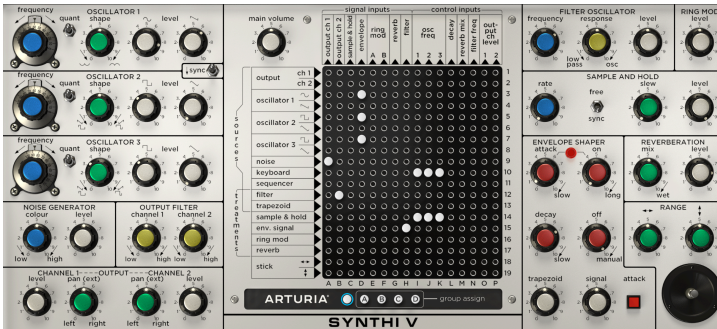 OSCILLATOR 1
frequency quant shape level
OSCILLATOR 2
sync
frequency quant shape level
OSCILLATOR 3
frequency quant shape level
NOISE GENERATOR
colour level
low high
OUTPUT FILTER
channel 1 channel 2
low high low high
CHANNEL 1----OUTPUT----CHANNEL 2
level pan (ext) pan (ext) level
left right left right
main volume
signal inputs control inputs
output ch 1
output ch 2
sample & hold
envelope
ring mod
A B
reverb
filter
osc freq
1 2 3
decay
reverb mix
filter freq
out-put ch level
1 2
sources
treatments
output ch 1
ch 2
oscillator 1
oscillator 2
oscillator 3
noise
keyboard
sequencer
filter
trapezoid
sample & hold
env. signal
ring mod
reverb
stick
1
2
3
4
5
6
7
8
9
10
11
12
13
14
15
16
17
18
19
A B C D E F G H I J K L M N O P
ARTURIA A B C D group assign
SYNTHI V
FILTER OSCILLATOR
frequency response level
low pass osc
RING MOD
SAMPLE AND HOLD
rate free slew level
sync
ENVELOPE SHAPER
attack on
slow long
decay off
slow manual
trapezoid signal attack
REVERBERATION
mix level
wet
RANGE